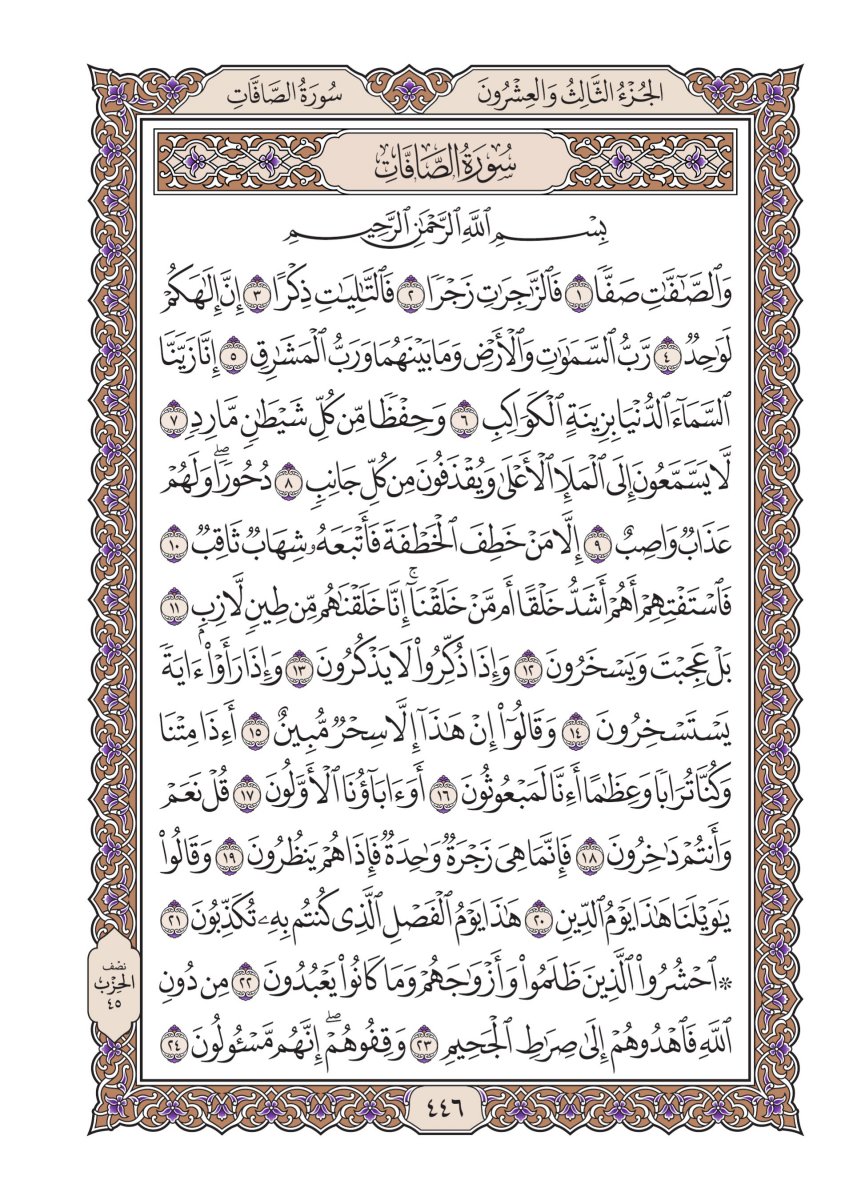 الجُزْءُ الثَّالِثُ وَالعِشْرُونَ
سُورَةُ الصَّافَّاتِ
سُورَةُ الصَّافَّاتِ
بِسْمِ ٱللَّهِ ٱلرَّحْمَٰنِ ٱلرَّحِيمِ
وَٱلصَّٰٓفَّٰتِ صَفّٗا ١ فَٱلزَّٰجِرَٰتِ زَجۡرٗا ٢ فَٱلتَّٰلِيَٰتِ ذِكۡرًا ٣ إِنَّ إِلَٰهَكُمۡ
لَوَٰحِدٞ ٤ رَّبُّ ٱلسَّمَٰوَٰتِ وَٱلۡأَرۡضِ وَمَا بَيۡنَهُمَا وَرَبُّ ٱلۡمَشَٰرِقِ ٥ إِنَّا زَيَّنَّا
ٱلسَّمَآءَ ٱلدُّنۡيَا بِزِينَةٍ ٱلۡكَوَاكِبِ ٦ وَحِفۡظٗا مِّن كُلِّ شَيۡطَٰنٖ مَّارِدٖ ٧
لَّا يَسَّمَّعُونَ إِلَى ٱلۡمَلَإِ ٱلۡأَعۡلَىٰ وَيُقۡذَفُونَ مِن كُلِّ جَانِبٖ ٨ دُحُورٗاۖ وَلَهُمۡ
عَذَابٞ وَاصِبٌ ٩ إِلَّا مَنۡ خَطِفَ ٱلۡخَطۡفَةَ فَأَتۡبَعَهُۥ شِهَابٞ ثَاقِبٞ ١٠
فَٱسۡتَفۡتِهِمۡ أَهُمۡ أَشَدُّ خَلۡقًا أَم مَّنۡ خَلَقۡنَآۚ إِنَّا خَلَقۡنَٰهُم مِّن طِينٖ لَّازِبِۭ ١١
بَلۡ عَجِبۡتَ وَيَسۡخَرُونَ ١٢ وَإِذَا ذُكِّرُواْ لَا يَذۡكُرُونَ ١٣ وَإِذَا رَأَوۡاْ ءَايَةٗ
يَسۡتَسۡخِرُونَ ١٤ وَقَالُوٓاْ إِنۡ هَٰذَآ إِلَّا سِحۡرٞ مُّبِينٌ ١٥ أَءِذَا مِتۡنَا
وَكُنَّا تُرَابٗا وَعِظَٰمًا أَءِنَّا لَمَبۡعُوثُونَ ١٦ أَوَءَابَآؤُنَا ٱلۡأَوَّلُونَ ١٧ قُلۡ نَعَمۡ
وَأَنتُمۡ دَٰخِرُونَ ١٨ فَإِنَّمَا هِيَ زَجۡرَةٞ وَٰحِدَةٞ فَإِذَا هُمۡ يَنظُرُونَ ١٩ وَقَالُواْ
يَٰوَيۡلَنَا هَٰذَا يَوۡمُ ٱلدِّينِ ٢٠ هَٰذَا يَوۡمُ ٱلۡفَصۡلِ ٱلَّذِي كُنتُم بِهِۦ تُكَذِّبُونَ ٢١
۞ ٱحۡشُرُواْ ٱلَّذِينَ ظَلَمُواْ وَأَزۡوَٰجَهُمۡ وَمَا كَانُواْ يَعۡبُدُونَ ٢٢ مِن دُونِ
ٱللَّهِ فَٱهۡدُوهُمۡ إِلَىٰ صِرَٰطِ ٱلۡجَحِيمِ ٢٣ وَقِفُوهُمۡۖ إِنَّهُم مَّسۡـُٔولُونَ ٢٤
نصف
الحِزْب
٤٥
٤٤٦